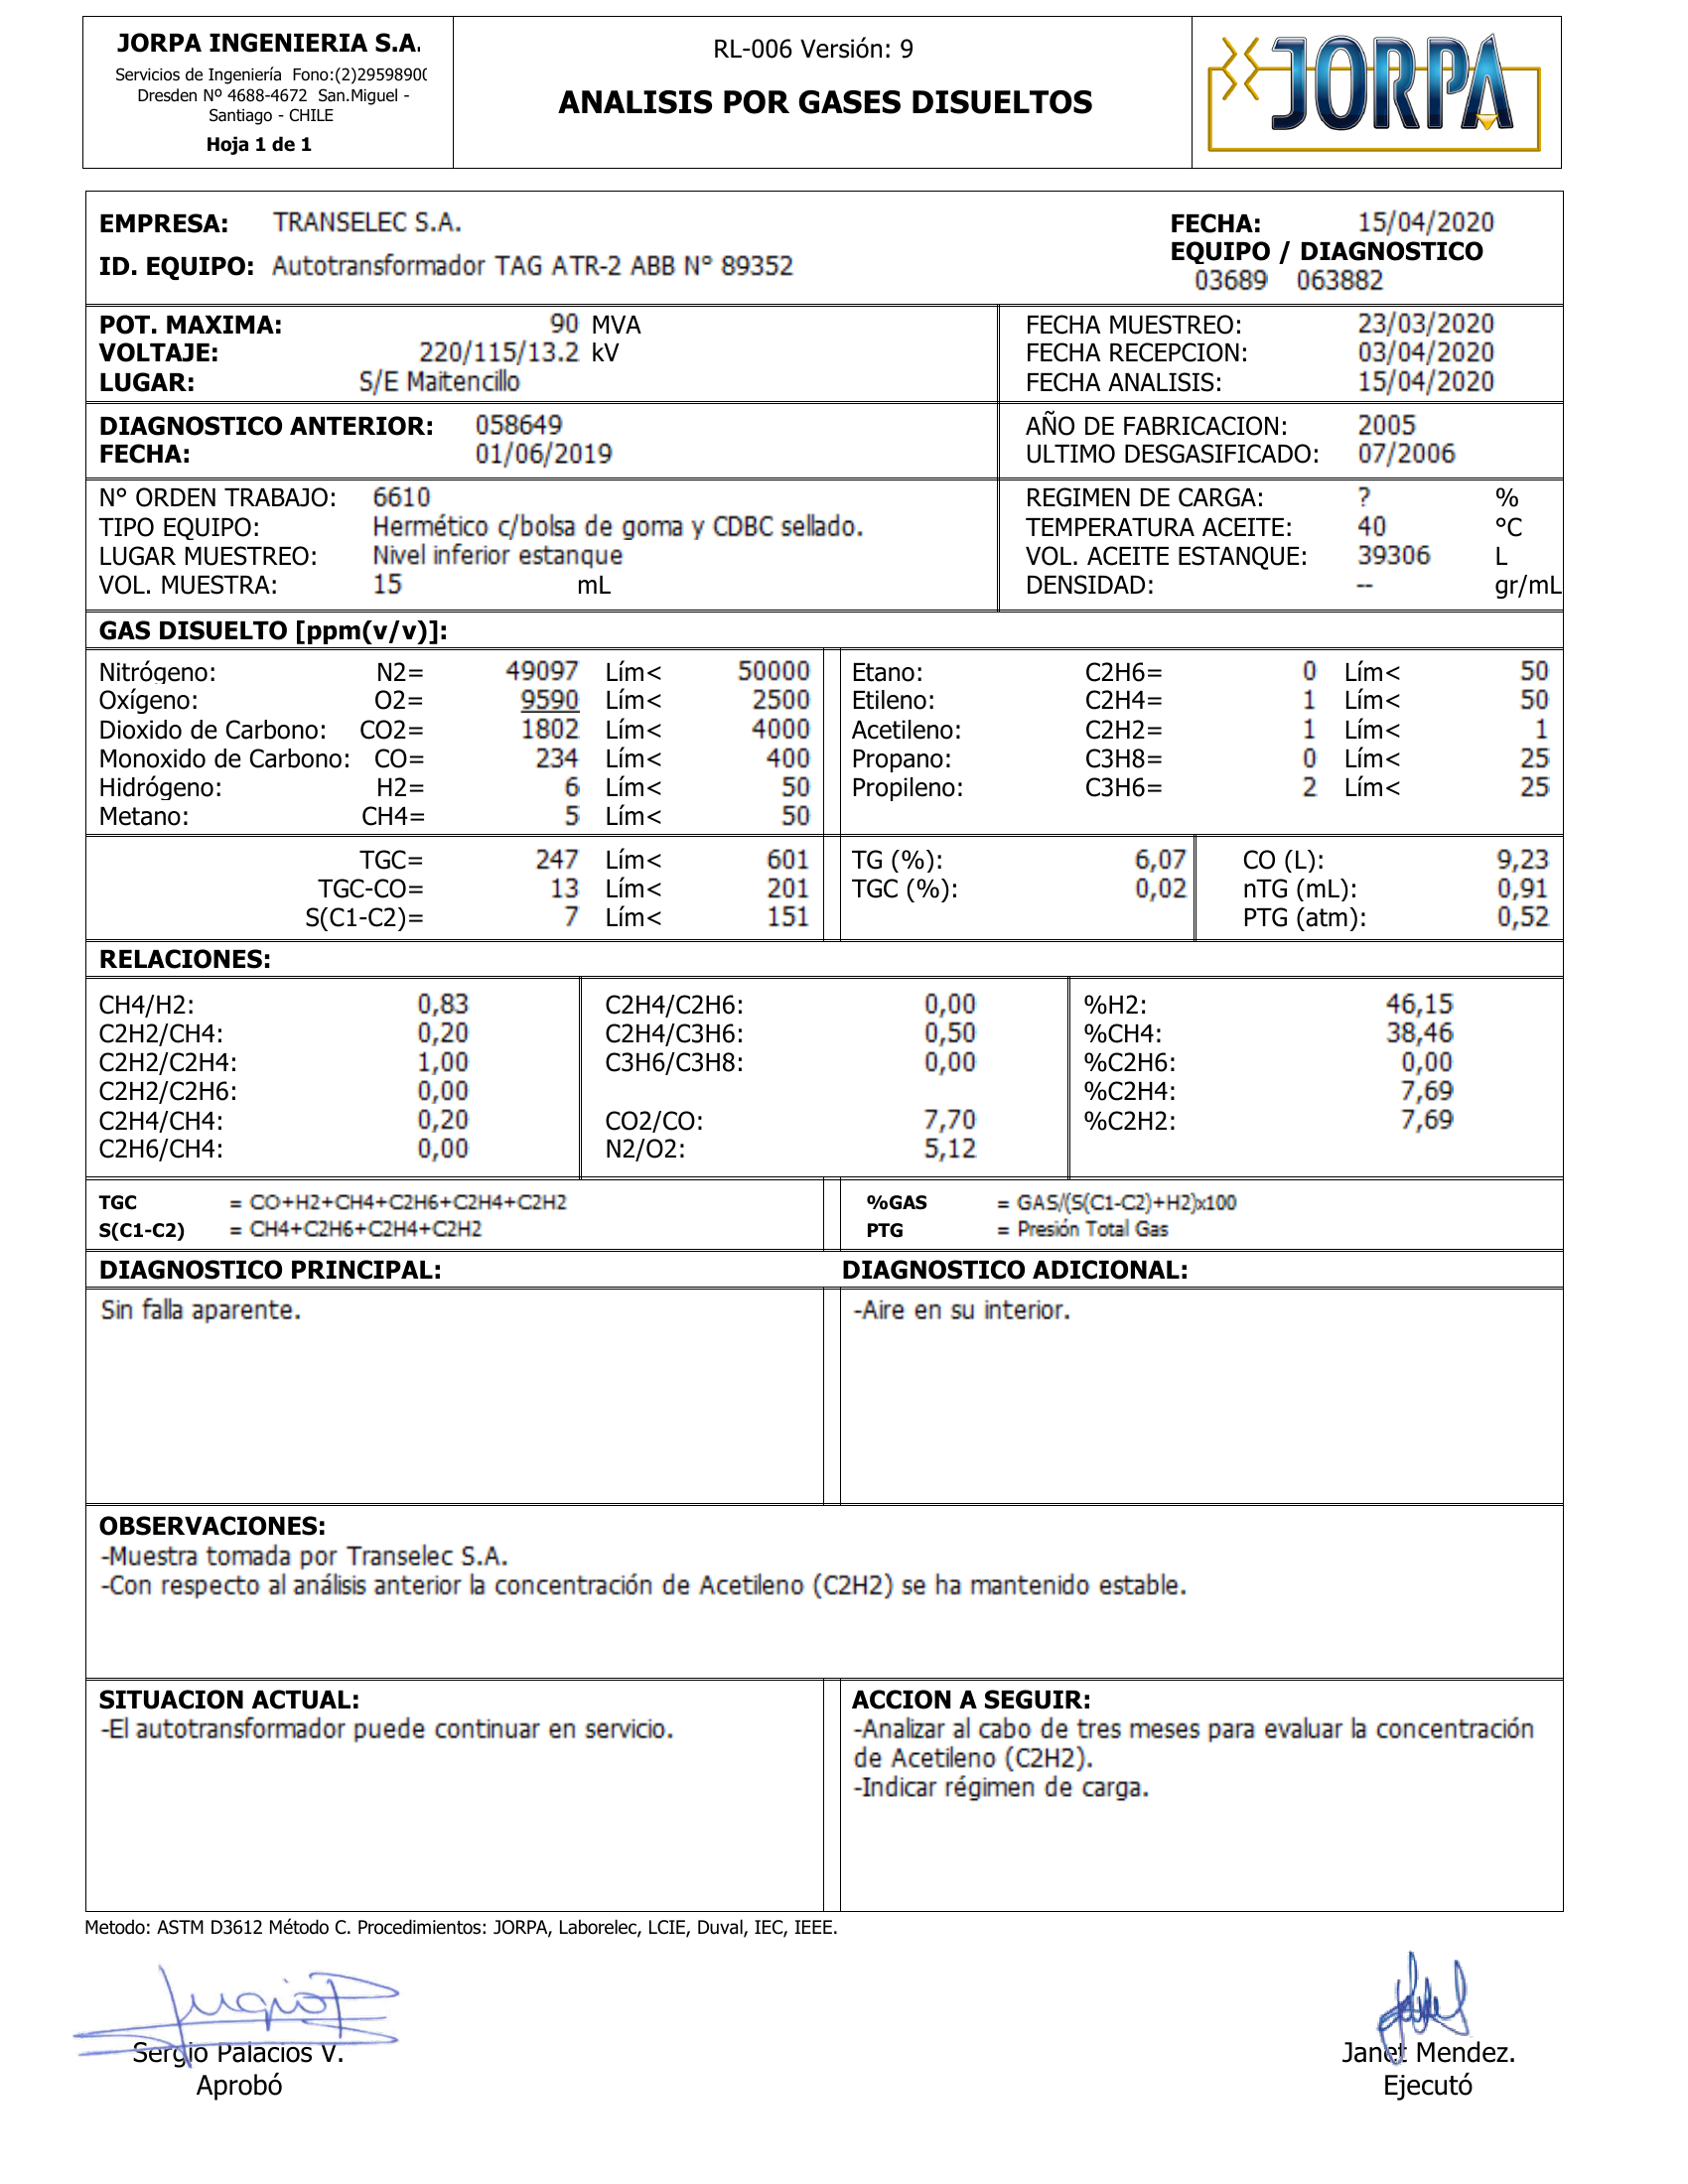 JORPA INGENIERIA S.A.
Servicios de Ingeniería Fono:(2)29598900
Dresden Nº 4688-4672 San.Miguel -
Santiago - CHILE
Hoja 1 de 1
RL-006 Versión: 9
ANALISIS POR GASES DISUELTOS
JORPA
EMPRESA: TRANSELEC S.A.
ID. EQUIPO: Autotransformador TAG ATR-2 ABB N° 89352
FECHA: 15/04/2020
EQUIPO / DIAGNOSTICO
03689 063882
POT. MAXIMA: 90 MVA
VOLTAJE: 220/115/13.2 kV
LUGAR: S/E Maitencillo
FECHA MUESTREO: 23/03/2020
FECHA RECEPCION: 03/04/2020
FECHA ANALISIS: 15/04/2020
DIAGNOSTICO ANTERIOR: 058649
FECHA: 01/06/2019
AÑO DE FABRICACION: 2005
ULTIMO DESGASIFICADO: 07/2006
N° ORDEN TRABAJO: 6610
TIPO EQUIPO: Hermético c/bolsa de goma y CDBC sellado.
LUGAR MUESTREO: Nivel inferior estanque
VOL. MUESTRA: 15 mL
REGIMEN DE CARGA: ? %
TEMPERATURA ACEITE: 40 °C
VOL. ACEITE ESTANQUE: 39306 L
DENSIDAD: -- gr/mL
GAS DISUELTO [ppm(v/v)]:
Nitrógeno: N2= 49097 Lím< 50000
Oxígeno: O2= 9590 Lím< 2500
Dioxido de Carbono: CO2= 1802 Lím< 4000
Monoxido de Carbono: CO= 234 Lím< 400
Hidrógeno: H2= 6 Lím< 50
Metano: CH4= 5 Lím< 50
Etano: C2H6= 0 Lím< 50
Etileno: C2H4= 1 Lím< 50
Acetileno: C2H2= 1 Lím< 1
Propano: C3H8= 0 Lím< 25
Propileno: C3H6= 2 Lím< 25
TGC= 247 Lím< 601
TGC-CO= 13 Lím< 201
S(C1-C2)= 7 Lím< 151
TG (%): 6,07
TGC (%): 0,02
CO (L): 9,23
nTG (mL): 0,91
PTG (atm): 0,52
RELACIONES:
CH4/H2: 0,83
C2H2/CH4: 0,20
C2H2/C2H4: 1,00
C2H2/C2H6: 0,00
C2H4/CH4: 0,20
C2H6/CH4: 0,00
C2H4/C2H6: 0,00
C2H4/C3H6: 0,50
C3H6/C3H8: 0,00
CO2/CO: 7,70
N2/O2: 5,12
%H2: 46,15
%CH4: 38,46
%C2H6: 0,00
%C2H4: 7,69
%C2H2: 7,69
TGC = CO+H2+CH4+C2H6+C2H4+C2H2
S(C1-C2) = CH4+C2H6+C2H4+C2H2
%GAS = GAS/(S(C1-C2)+H2)x100
PTG = Presión Total Gas
DIAGNOSTICO PRINCIPAL:
Sin falla aparente.
DIAGNOSTICO ADICIONAL:
-Aire en su interior.
OBSERVACIONES:
-Muestra tomada por Transelec S.A.
-Con respecto al análisis anterior la concentración de Acetileno (C2H2) se ha mantenido estable.
SITUACION ACTUAL:
-El autotransformador puede continuar en servicio.
ACCION A SEGUIR:
-Analizar al cabo de tres meses para evaluar la concentración
de Acetileno (C2H2).
-Indicar régimen de carga.
Metodo: ASTM D3612 Método C. Procedimientos: JORPA, Laborelec, LCIE, Duval, IEC, IEEE.
Sergio Palacios V.
Aprobó
Janet Mendez.
Ejecutó